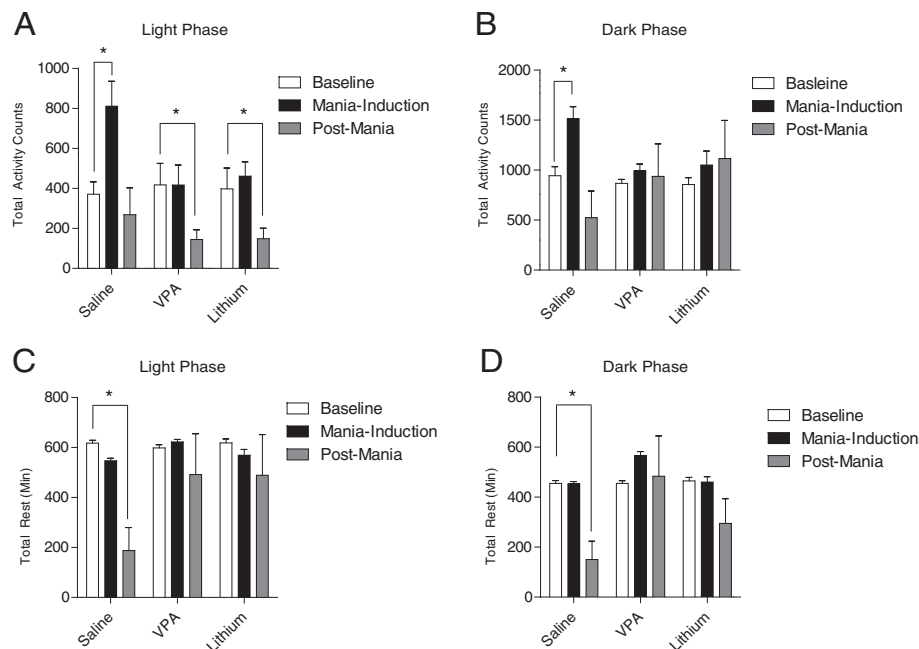 A
Light Phase
Total Activity Counts
1000
800
600
400
200
0
*
*
*
Saline
VPA
Lithium
Baseline
Mania-Induction
Post-Mania
B
Dark Phase
Total Activity Counts
2000
1500
1000
500
0
*
Saline
VPA
Lithium
Basleine
Mania-Induction
Post-Mania
C
Light Phase
Total Rest (Min)
800
600
400
200
0
*
Saline
VPA
Lithium
Baseline
Mania-Induction
Post-Mania
D
Dark Phase
Total Rest (Min)
800
600
400
200
0
*
Saline
VPA
Lithium
Baseline
Mania-Induction
Post-Mania